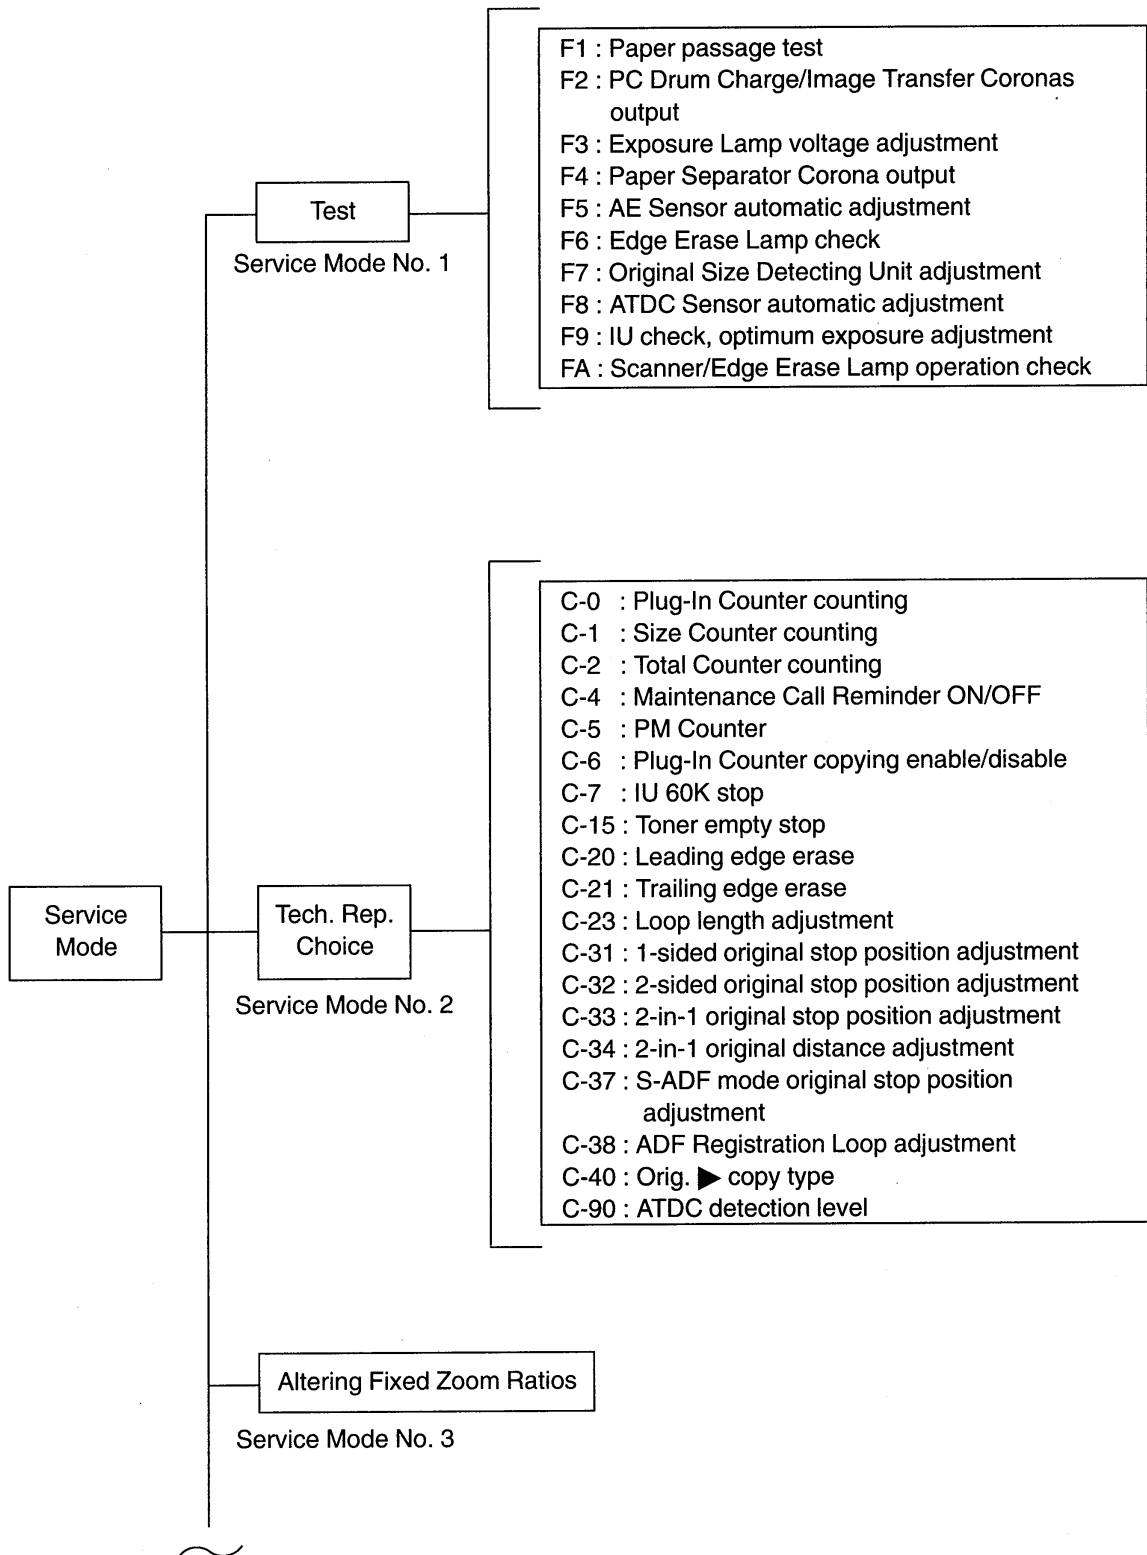 F1 : Paper passage test
F2 : PC Drum Charge/Image Transfer Coronas
output
F3 : Exposure Lamp voltage adjustment
F4 : Paper Separator Corona output
F5 : AE Sensor automatic adjustment
F6 : Edge Erase Lamp check
F7 : Original Size Detecting Unit adjustment
F8 : ATDC Sensor automatic adjustment
F9 : IU check, optimum exposure adjustment
FA : Scanner/Edge Erase Lamp operation check
Test
Service Mode No. 1
C-0 : Plug-In Counter counting
C-1 : Size Counter counting
C-2 : Total Counter counting
C-4 : Maintenance Call Reminder ON/OFF
C-5 : PM Counter
C-6 : Plug-In Counter copying enable/disable
C-7 : IU 60K stop
C-15 : Toner empty stop
C-20 : Leading edge erase
C-21 : Trailing edge erase
C-23 : Loop length adjustment
C-31 : 1-sided original stop position adjustment
C-32 : 2-sided original stop position adjustment
C-33 : 2-in-1 original stop position adjustment
C-34 : 2-in-1 original distance adjustment
C-37 : S-ADF mode original stop position
adjustment
C-38 : ADF Registration Loop adjustment
C-40 : Orig. ▶ copy type
C-90 : ATDC detection level
Service
Mode
Tech. Rep.
Choice
Service Mode No. 2
Altering Fixed Zoom Ratios
Service Mode No. 3